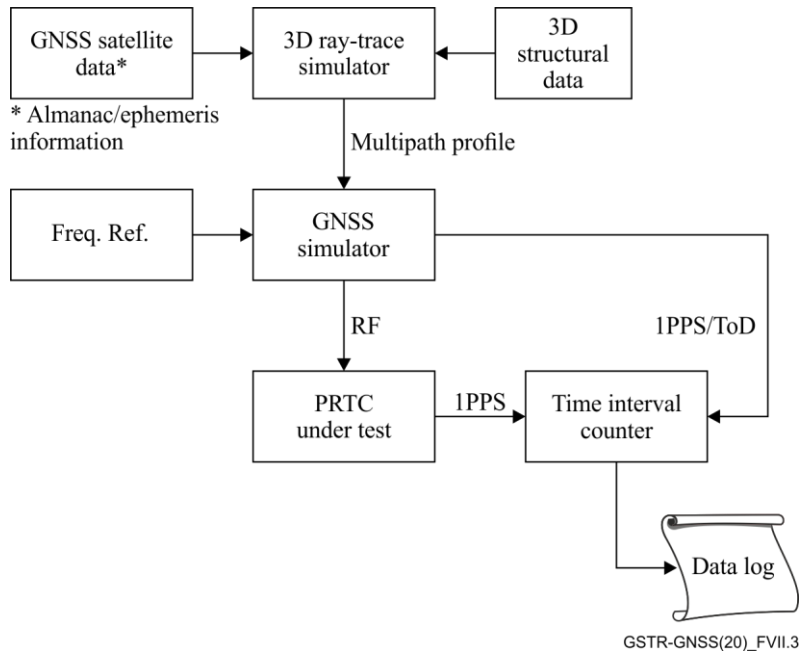 GNSS satellite
data*
3D ray-trace
simulator
3D
structural
data
* Almanac/ephemeris
information
Multipath profile
Freq. Ref.
GNSS
simulator
RF
1PPS/ToD
PRTC
under test
1PPS
Time interval
counter
Data log
GSTR-GNSS(20)_FVII.3